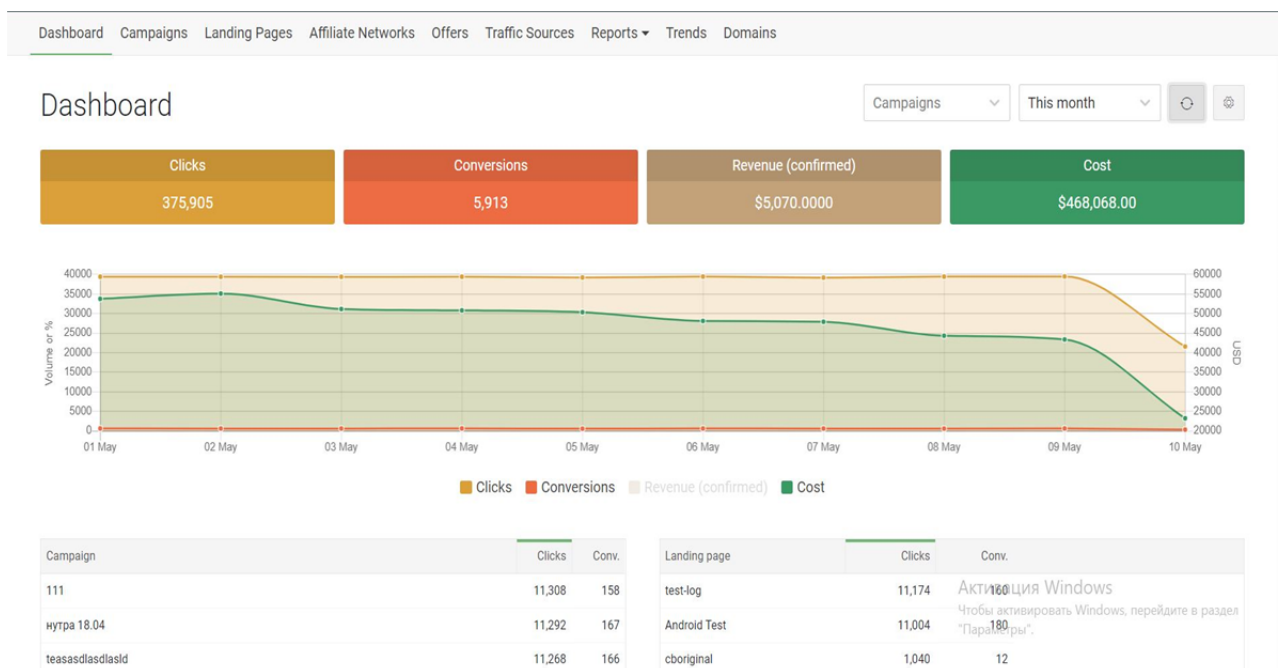 Dashboard Campaigns Landing Pages Affiliate Networks Offers Traffic Sources Reports Trends Domains
Dashboard
Campaigns This month
Clicks Conversions Revenue (confirmed) Cost
375,905 5,913 $5,070.0000 $468,068.00
40000 60000
35000 55000
30000 50000
25000 45000
20000 40000
15000 35000
10000 30000
5000 25000
0 20000
Volume or %
USD
01 May 02 May 03 May 04 May 05 May 06 May 07 May 08 May 09 May 10 May
Clicks Conversions Revenue (confirmed) Cost
Campaign Clicks Conv. Landing page Clicks Conv.
111 11,308 158 test-log 11,174 160
нутра 18.04 11,292 167 Android Test 11,004 180
teasasdlasdlasld 11,268 166 cboriginal 1,040 12
Активация Windows
Чтобы активировать Windows, перейдите в раздел
"Параметры".